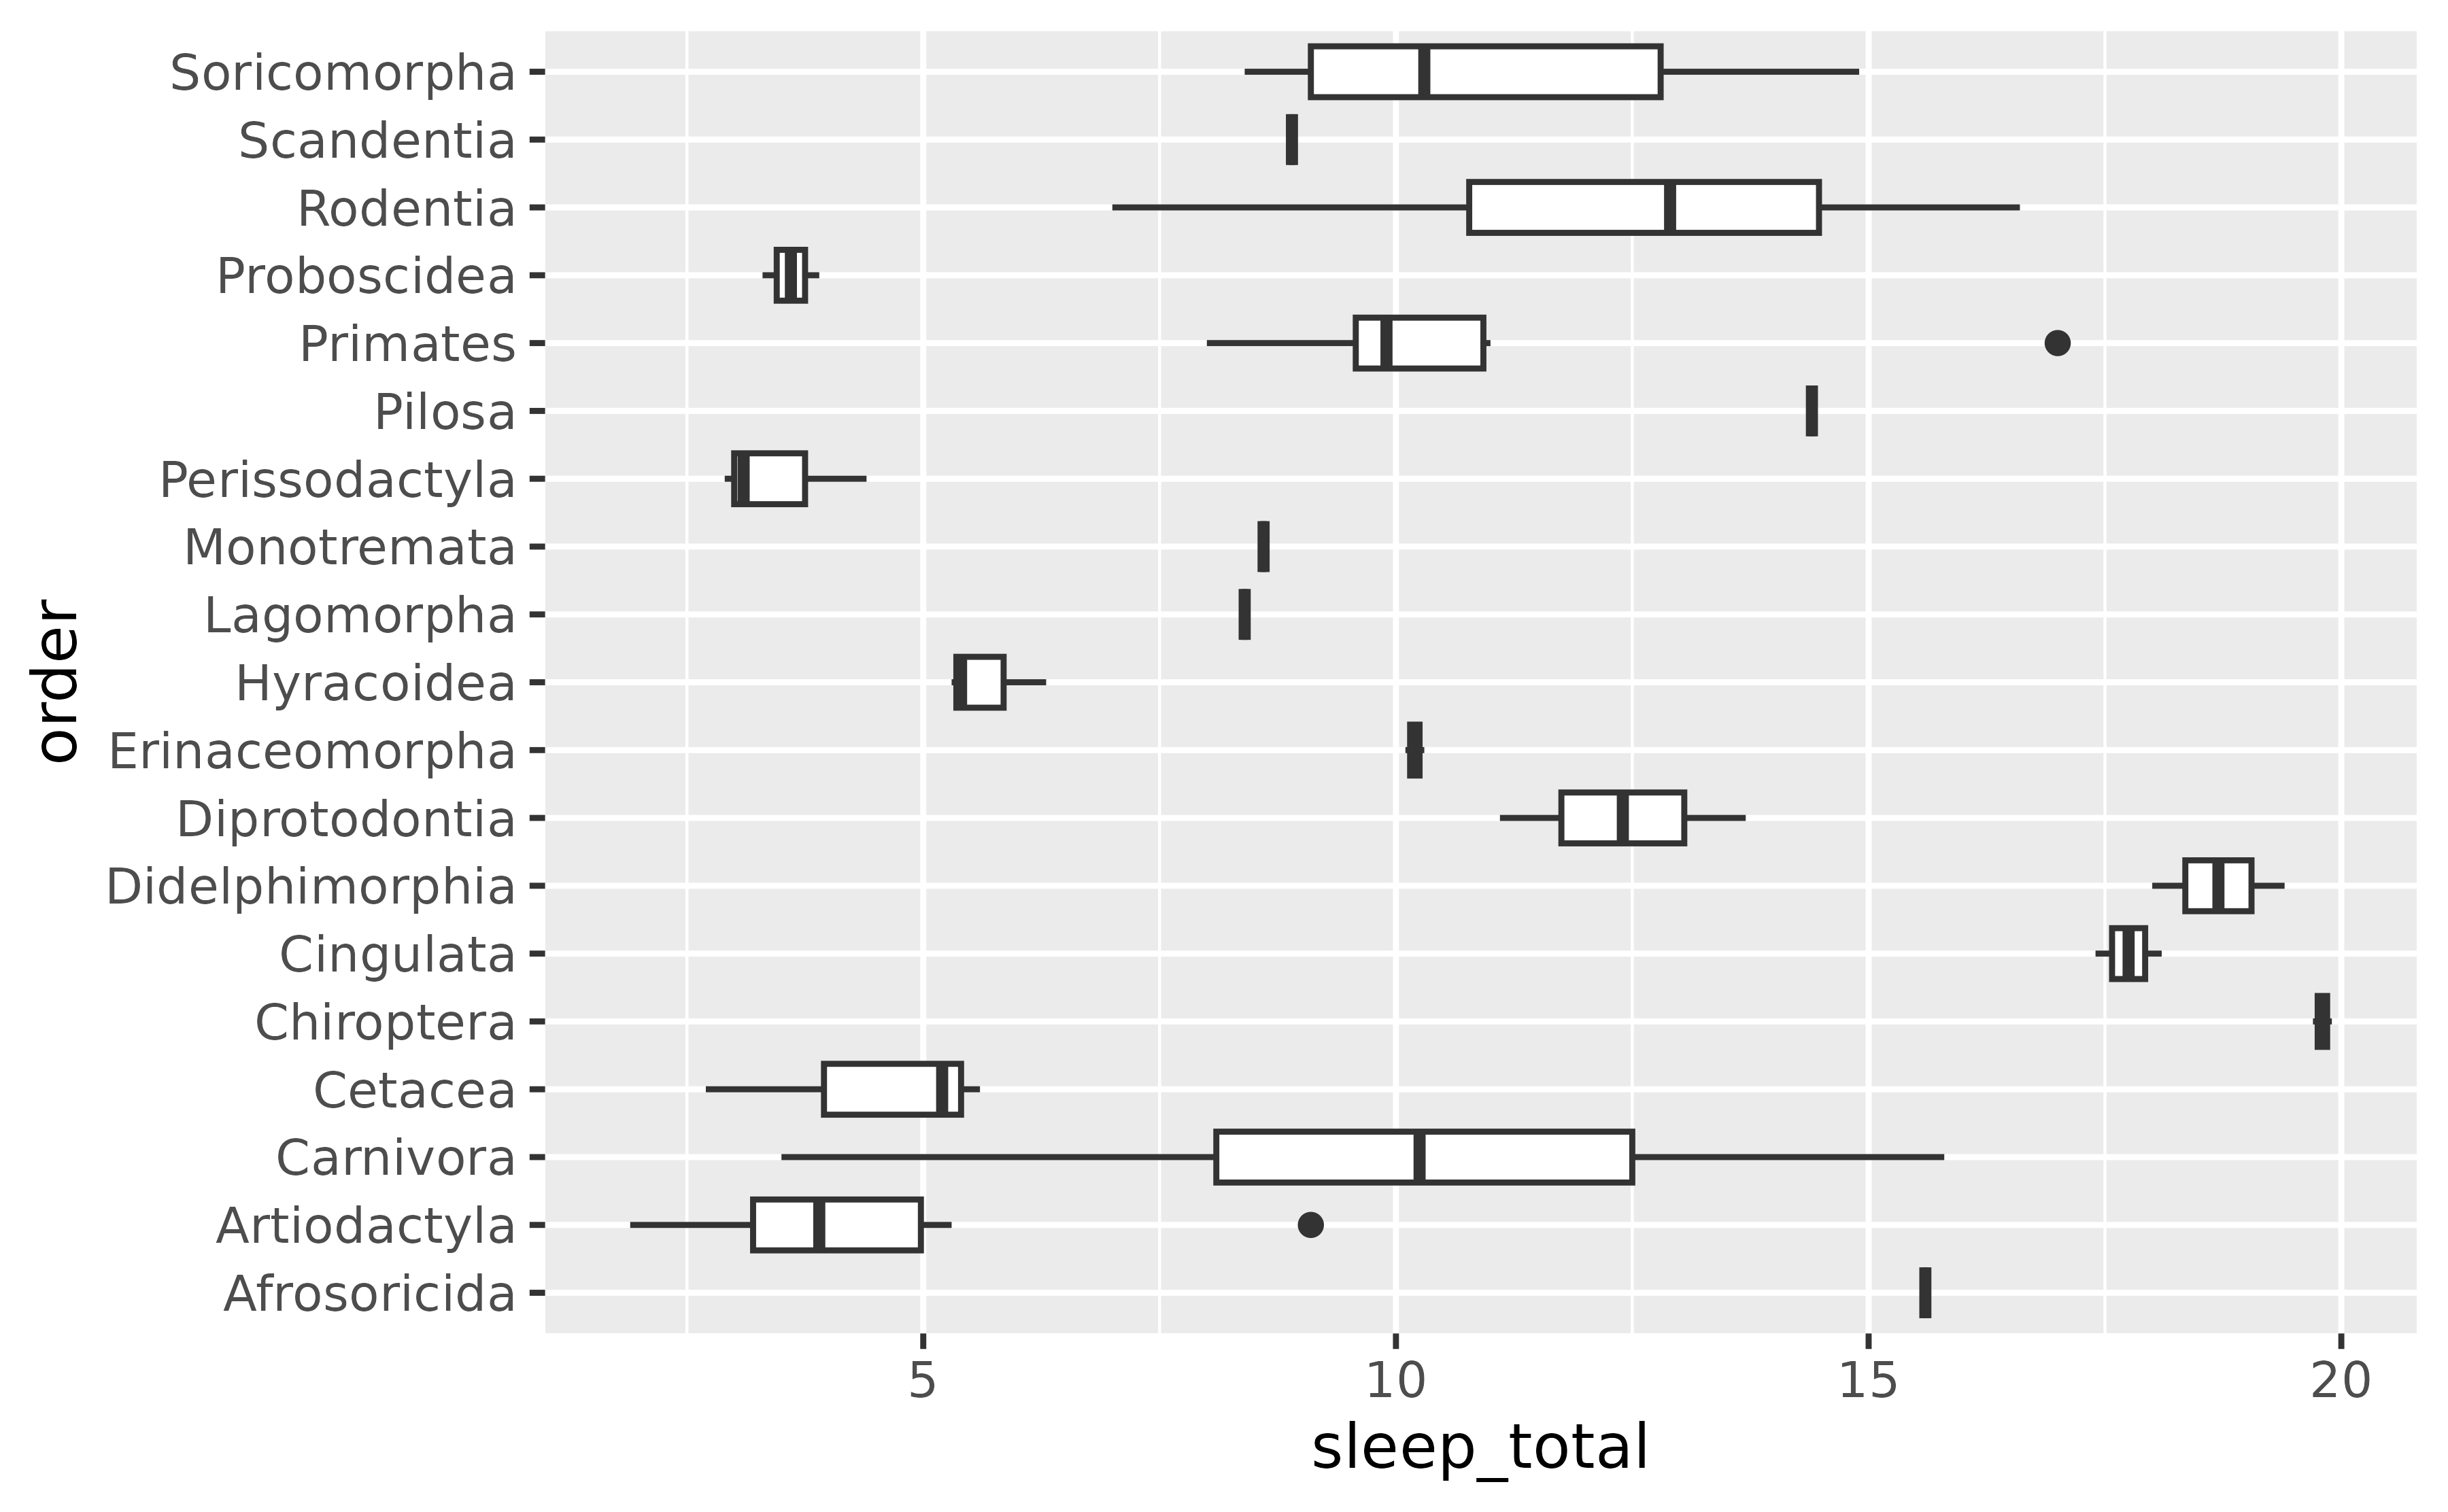 order
Soricomorpha
Scandentia
Rodentia
Proboscidea
Primates
Pilosa
Perissodactyla
Monotremata
Lagomorpha
Hyracoidea
Erinaceomorpha
Diprotodontia
Didelphimorphia
Cingulata
Chiroptera
Cetacea
Carnivora
Artiodactyla
Afrosoricida
5 10 15 20
sleep_total